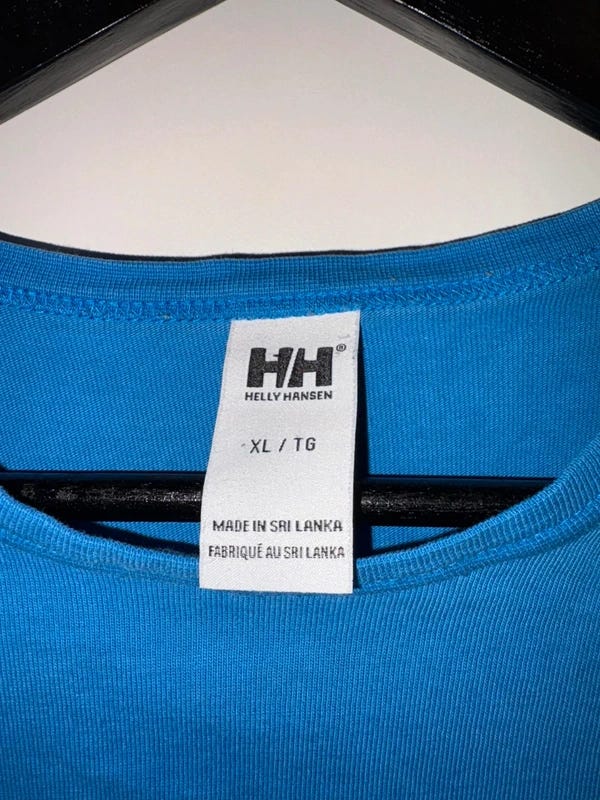 HH®
HELLY HANSEN
XL / TG
MADE IN SRI LANKA
FABRIQUÉ AU SRI LANKA